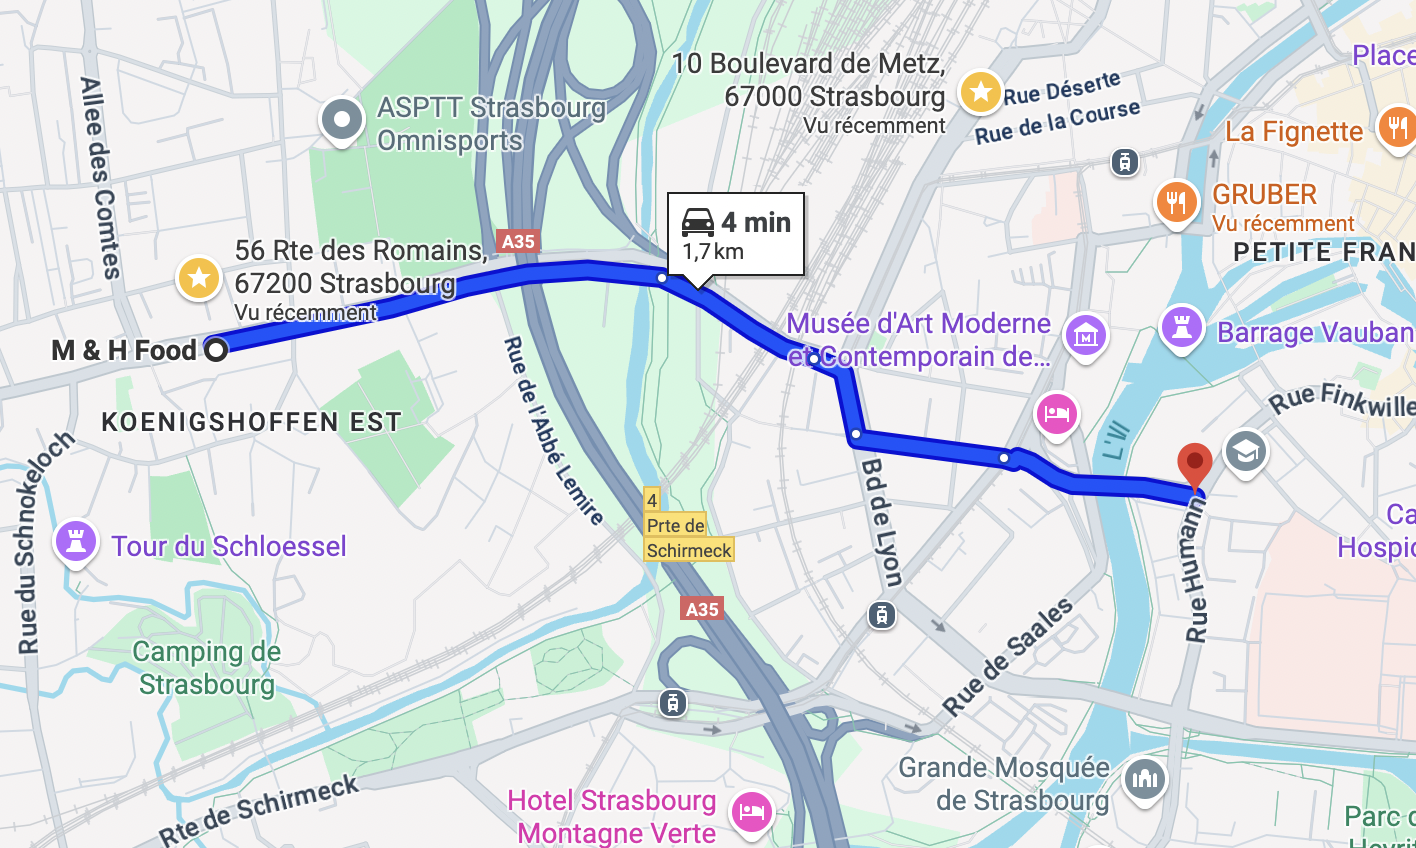 10 Boulevard de Metz,
67000 Strasbourg
Vu récemment
Place
Rue Déserte
Rue de la Course
La Fignette
Allee des Comtes
ASPTT Strasbourg
Omnisports
GRUBER
Vu récemment
PETITE FRAN
A35
4 min
1,7 km
56 Rte des Romains,
67200 Strasbourg
Vu récemment
M & H Food
Musée d'Art Moderne
et Contemporain de...
Barrage Vauban
Rue Finkwille
KOENIGSHOFFEN EST
Rue de l'Abbé Lemire
L'Ill
Rue du Schnokeloch
Bd de Lyon
4
Prte de
Schirmeck
Tour du Schloessel
Ca
Hospic
Rue Humann
A35
Rue de Saales
Camping de
Strasbourg
Rte de Schirmeck
Hotel Strasbourg
Montagne Verte
Grande Mosquée
de Strasbourg
Parc d
Heyrit